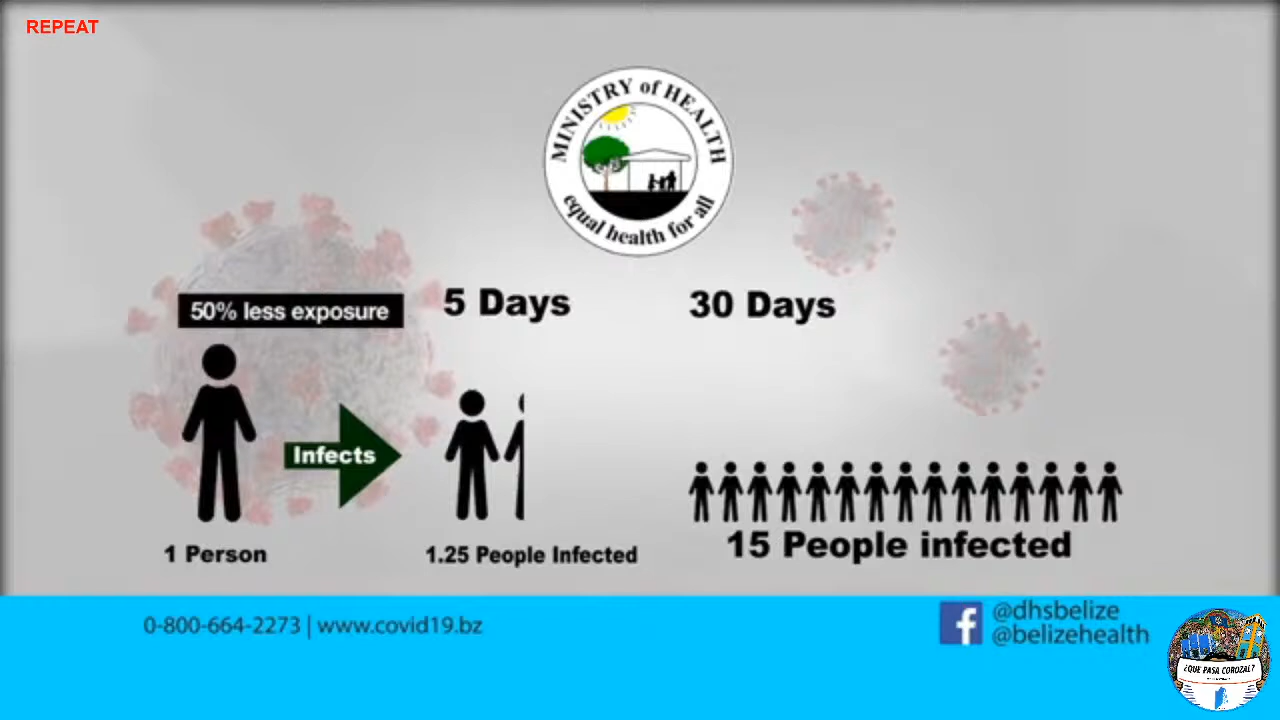 REPEAT
MINISTRY of HEALTH
equal health for all
50% less exposure
5 Days
30 Days
Infects
1 Person
1.25 People Infected
15 People infected
0-800-664-2273 | www.covid19.bz
@dhsbelize
@belizehealth
¿QUE PASA COROZAL?